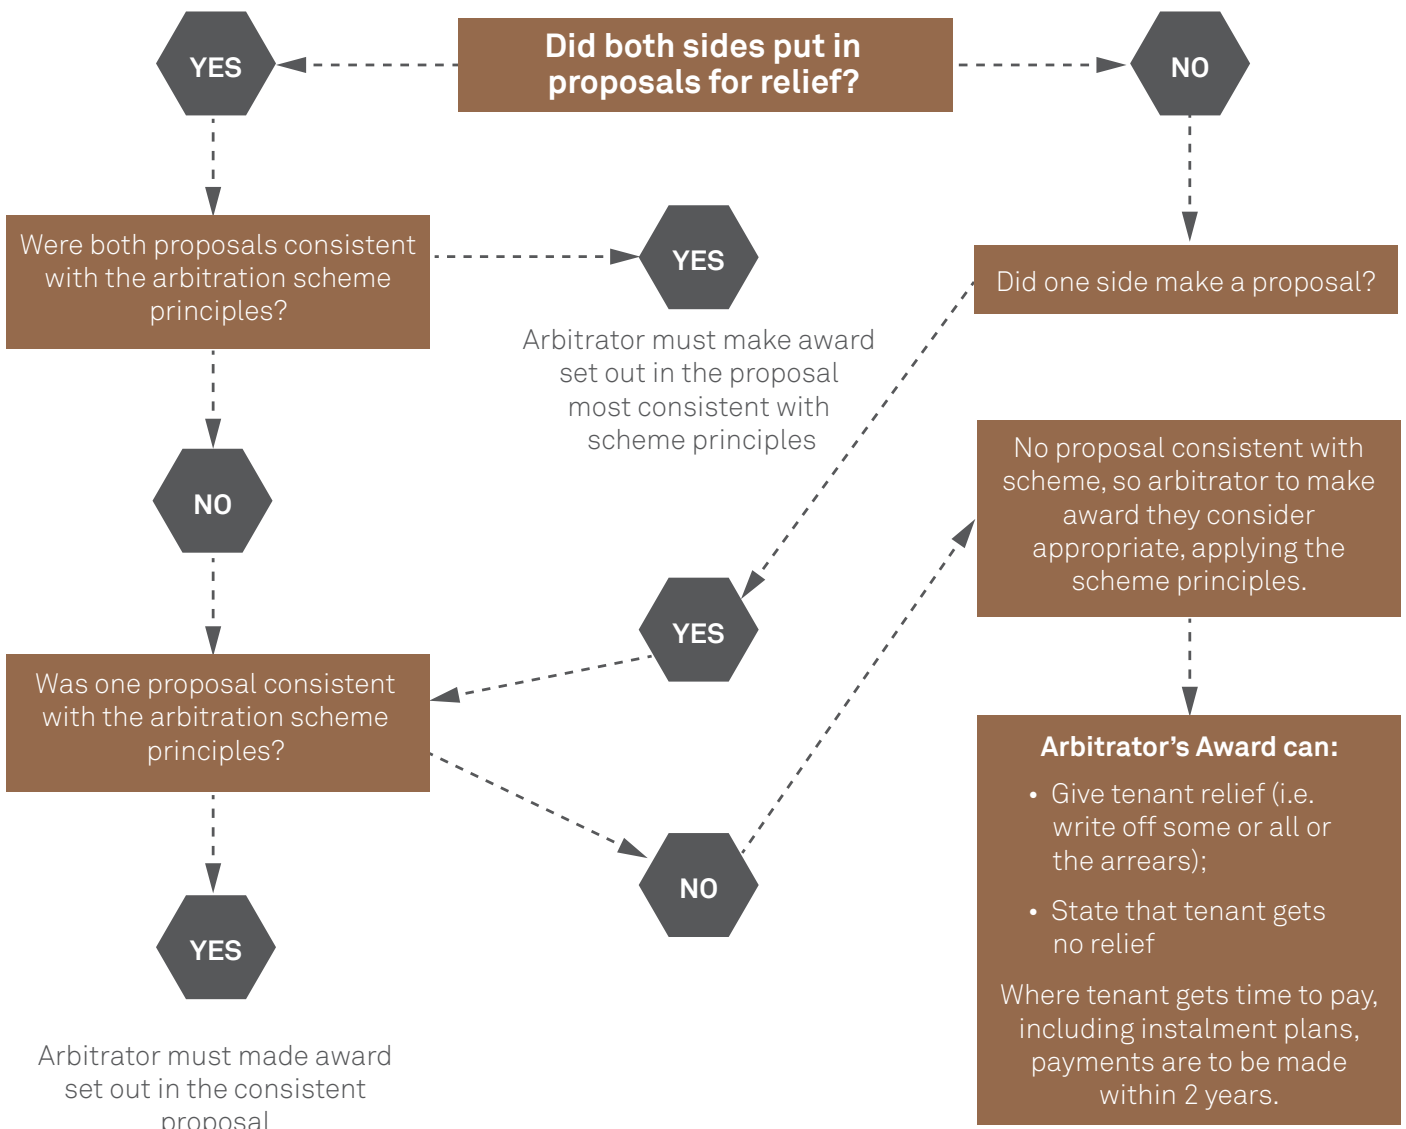 Did both sides put in
proposals for relief?
YES
NO
Were both proposals consistent
with the arbitration scheme
principles?
YES
Arbitrator must make award
set out in the proposal
most consistent with
scheme principles
Did one side make a proposal?
NO
No proposal consistent with
scheme, so arbitrator to make
award they consider
appropriate, applying the
scheme principles.
YES
Was one proposal consistent
with the arbitration scheme
principles?
NO
Arbitrator's Award can:
• Give tenant relief (i.e.
write off some or all or
the arrears);
• State that tenant gets
no relief
Where tenant gets time to pay,
including instalment plans,
payments are to be made
within 2 years.
YES
Arbitrator must made award
set out in the consistent
proposal